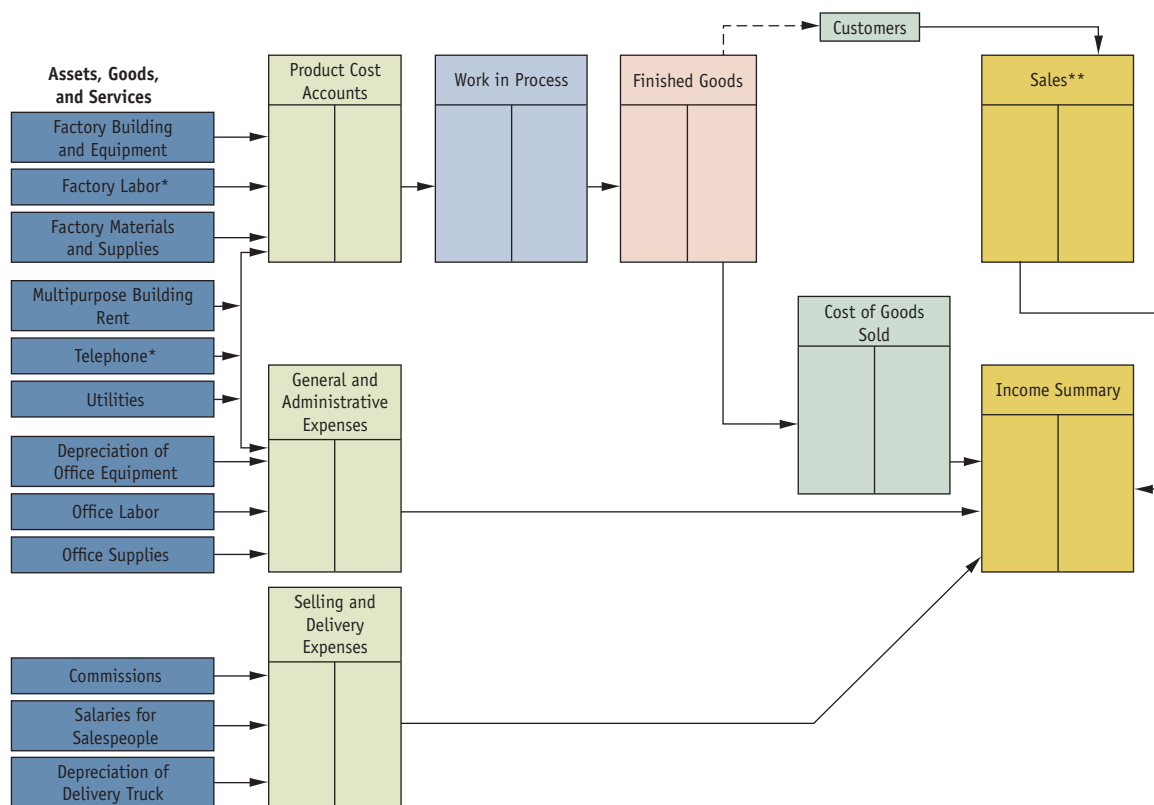 Customers
Assets, Goods,
and Services
Product Cost
Accounts
Work in Process
Finished Goods
Sales**
Factory Building
and Equipment
Factory Labor*
Factory Materials
and Supplies
Multipurpose Building
Rent
Telephone*
Utilities
Cost of Goods
Sold
General and
Administrative
Expenses
Income Summary
Depreciation of
Office Equipment
Office Labor
Office Supplies
Selling and
Delivery
Expenses
Commissions
Salaries for
Salespeople
Depreciation of
Delivery Truck